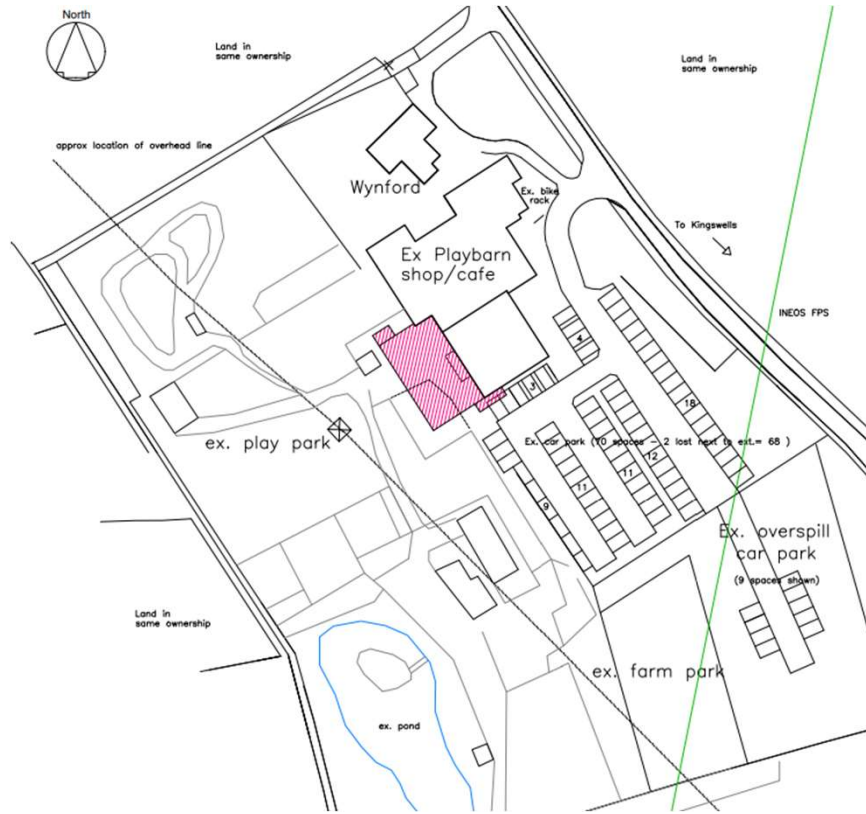 North
Land in
same ownership
Land in
same ownership
approx location of overhead line
Wynford
Ex. bike
rack
To Kingswells
Ex Playbarn
shop/cafe
INEOS FPS
4
3
18
ex. play park
Ex. car park (70 spaces - 2 lost next to ext.= 68 )
12
11
11
9
Ex. overspill
car park
(9 spaces shown)
Land in
same ownership
ex. farm park
ex. pond